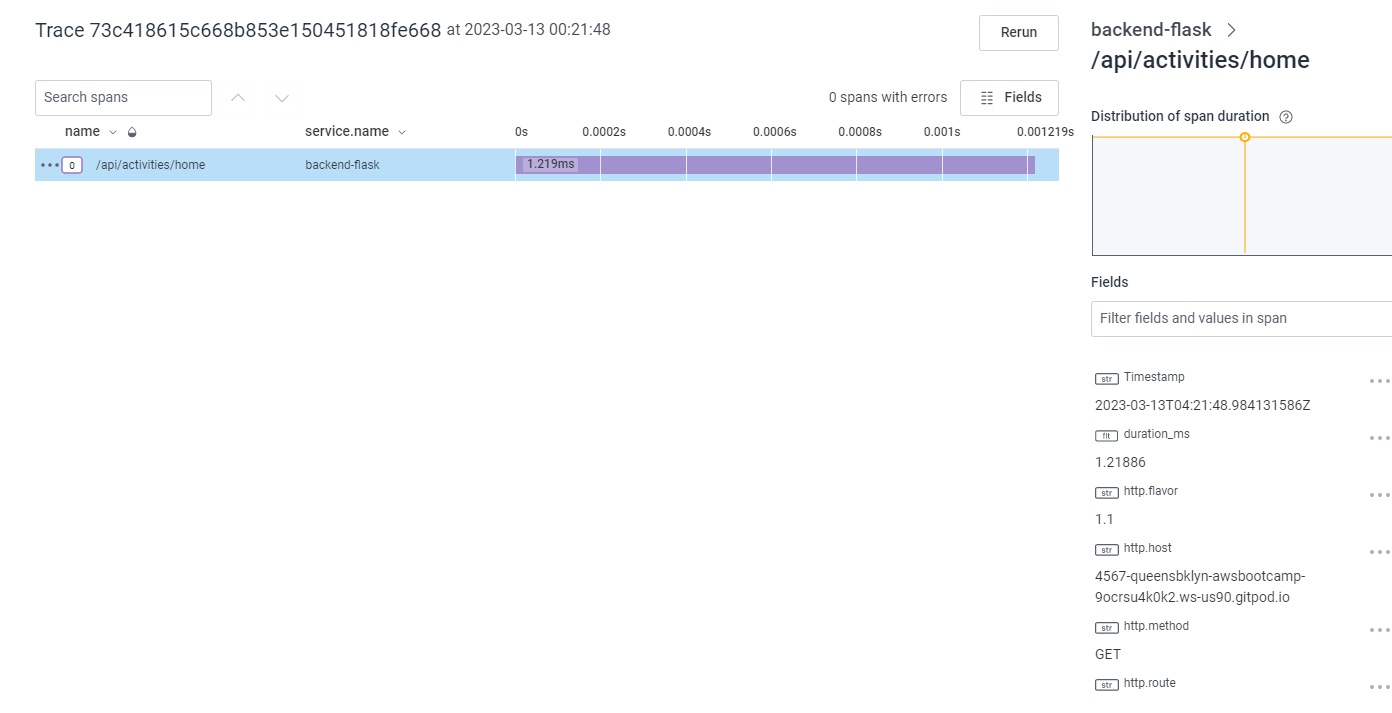 Trace 73c418615c668b853e150451818fe668 at 2023-03-13 00:21:48
Rerun
Search spans
0 spans with errors
Fields
name
service.name
0s 0.0002s 0.0004s 0.0006s 0.0008s 0.001s 0.001219s
0 /api/activities/home backend-flask 1.219ms
backend-flask
/api/activities/home
Distribution of span duration ?
Fields
Filter fields and values in span
str Timestamp
2023-03-13T04:21:48.984131586Z
flt duration_ms
1.21886
str http.flavor
1.1
str http.host
4567-queensbklyn-awsbootcamp-
9ocrsu4k0k2.ws-us90.gitpod.io
str http.method
GET
str http.route